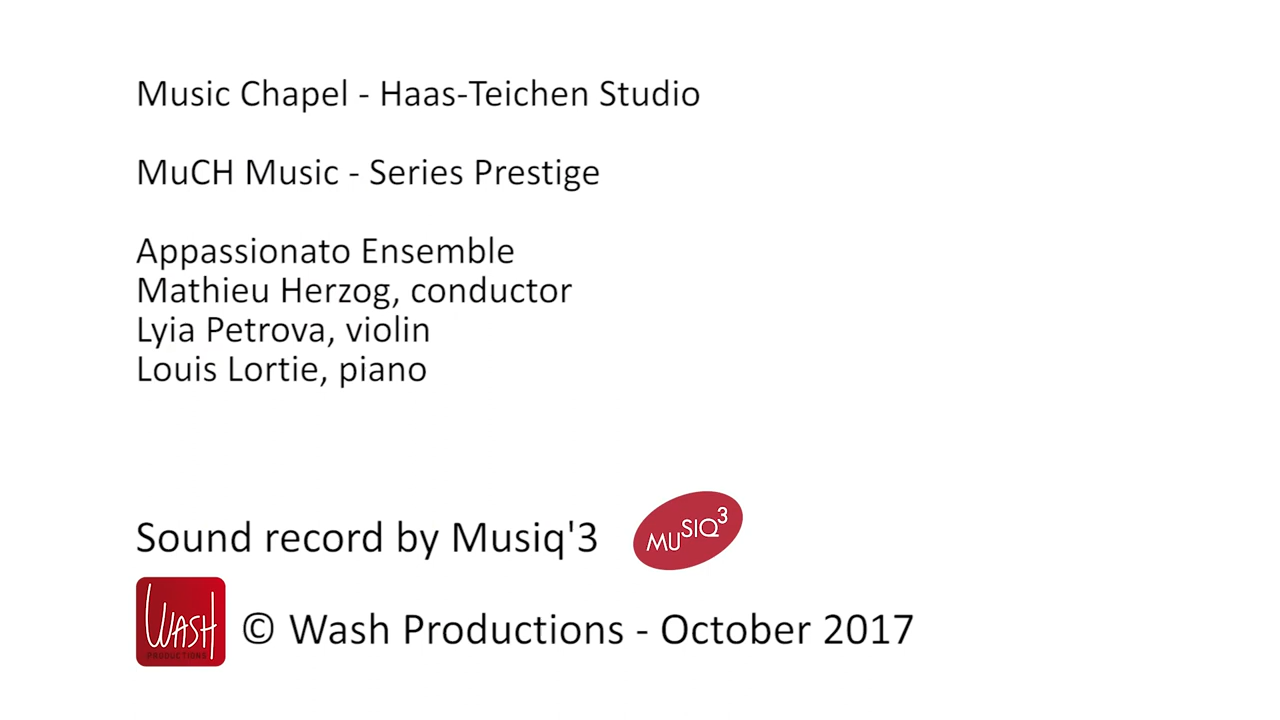 Music Chapel - Haas-Teichen Studio
MuCH Music - Series Prestige
Appassionato Ensemble
Mathieu Herzog, conductor
Lyia Petrova, violin
Louis Lortie, piano
Sound record by Musiq'3
MUSIQ3
WASH
PRODUCTIONS
© Wash Productions - October 2017